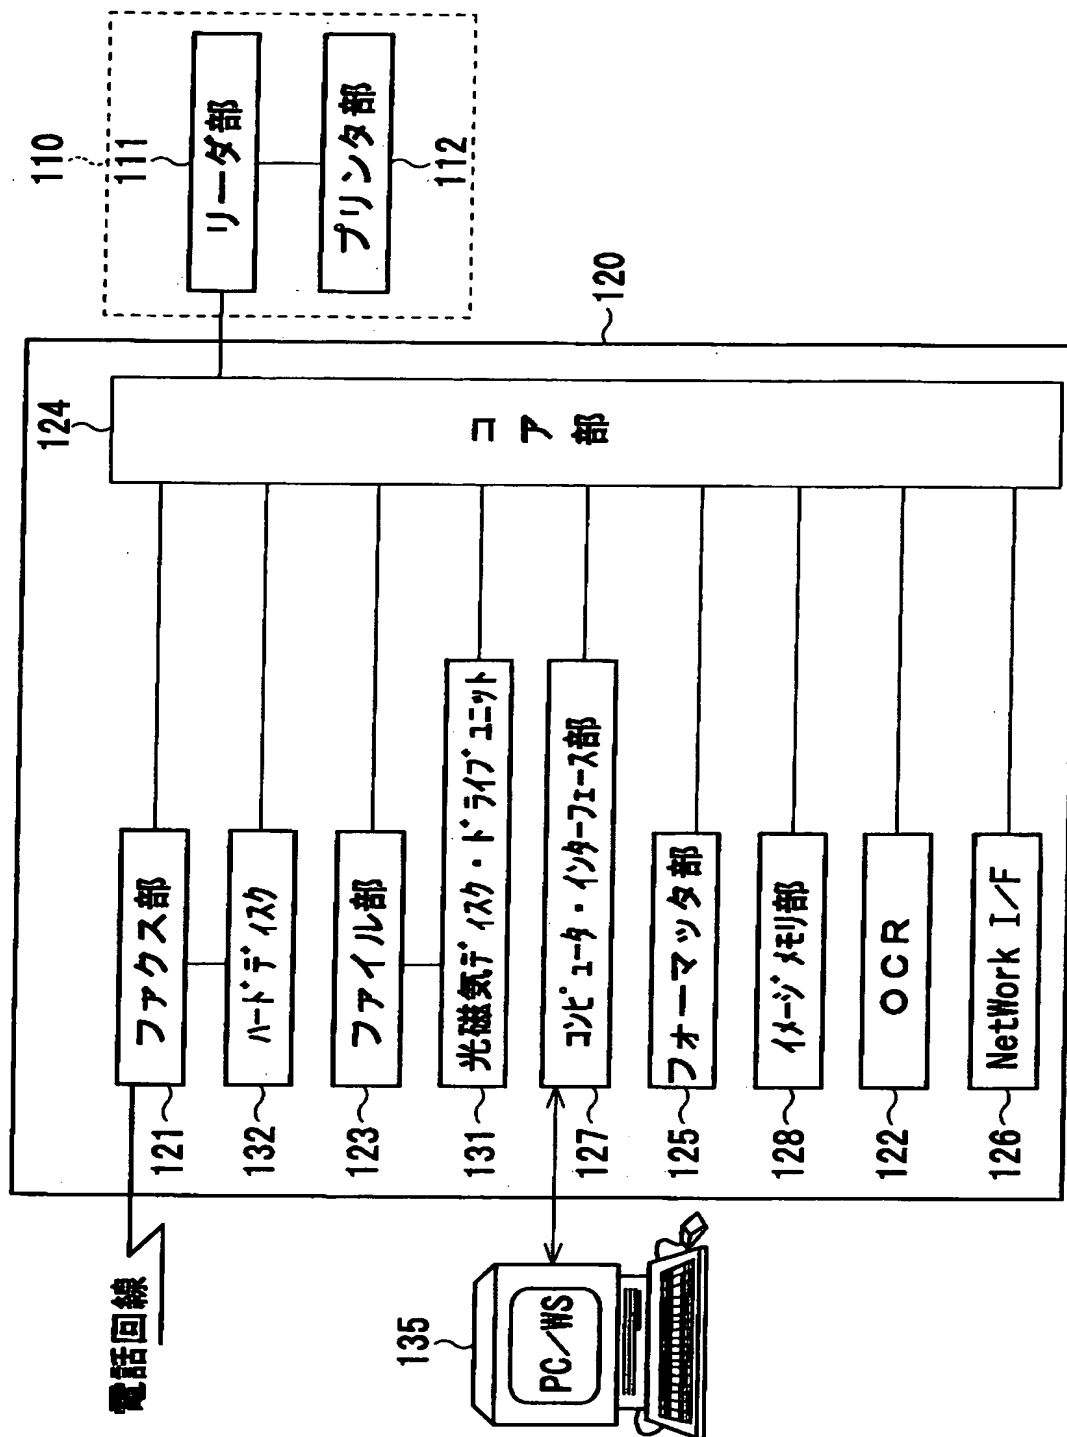 110
111
リーダ部
プリンタ部
112
120
124
コア部
ファクス部
121
ハードディスク
132
ファイル部
123
光磁気ディスク・ドライブユニット
131
コンピュータ・インターフェース部
127
フォーマッタ部
125
イメージメモリ部
128
OCR
122
NetWork I/F
126
電話回線
135
PC/WS